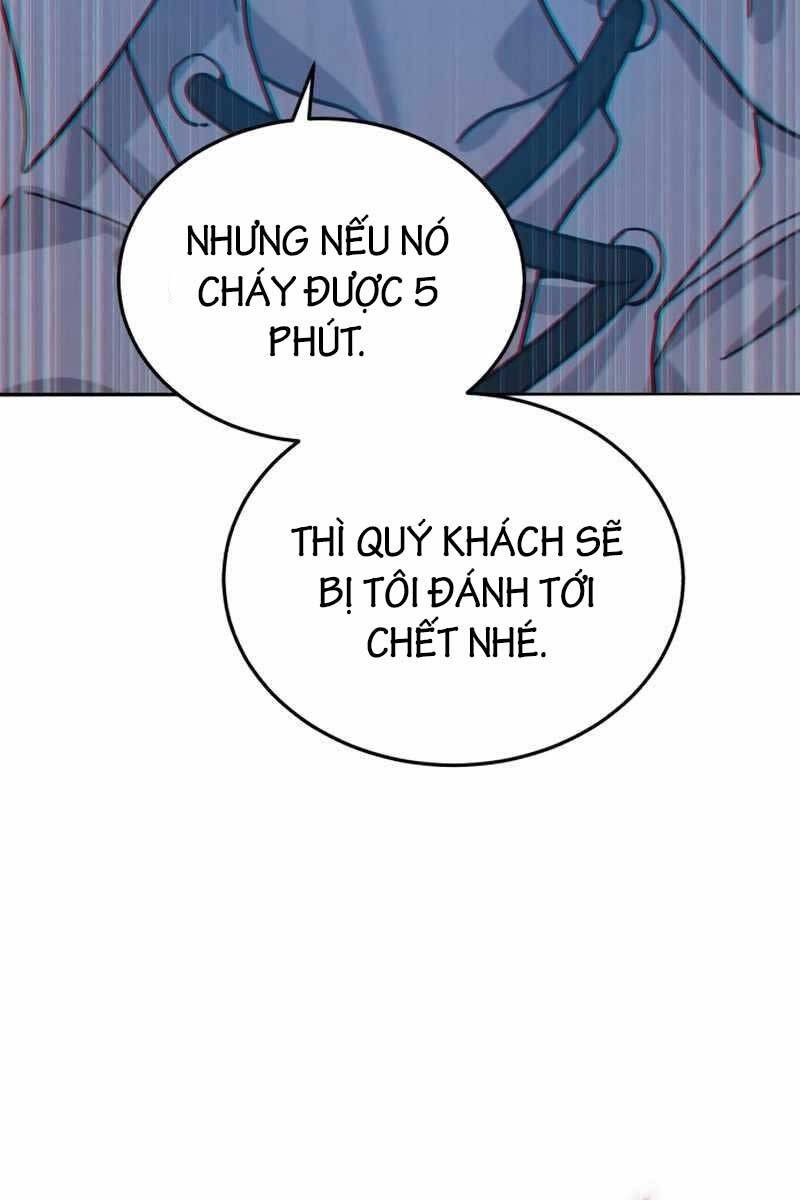 NHƯNG NẾU NÓ
CHÁY ĐƯỢC 5
PHÚT.
THÌ QUÝ KHÁCH SẼ
BỊ TÔI ĐÁNH TỚI
CHẾT NHÉ.